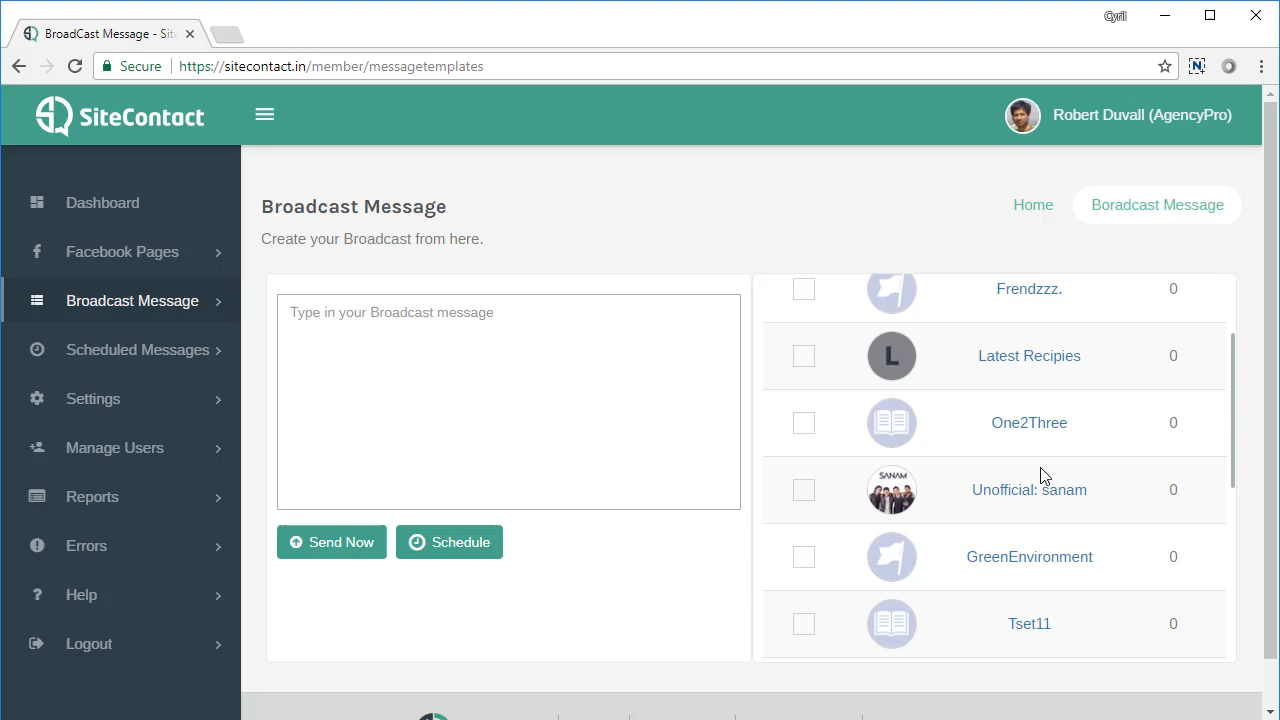 Cyril
BroadCast Message - Sit
Secure
https://sitecontact.in/member/messagetemplates
SiteContact
Robert Duvall (AgencyPro)
Dashboard
Facebook Pages
Broadcast Message
Scheduled Messages
Settings
Manage Users
Reports
Errors
Help
Logout
Broadcast Message
Home
Boradcast Message
Create your Broadcast from here.
Type in your Broadcast message
Send Now
Schedule
Frendzzz.
0
L
Latest Recipies
0
One2Three
0
SANAM
Unofficial: sanam
0
GreenEnvironment
0
Tset11
0